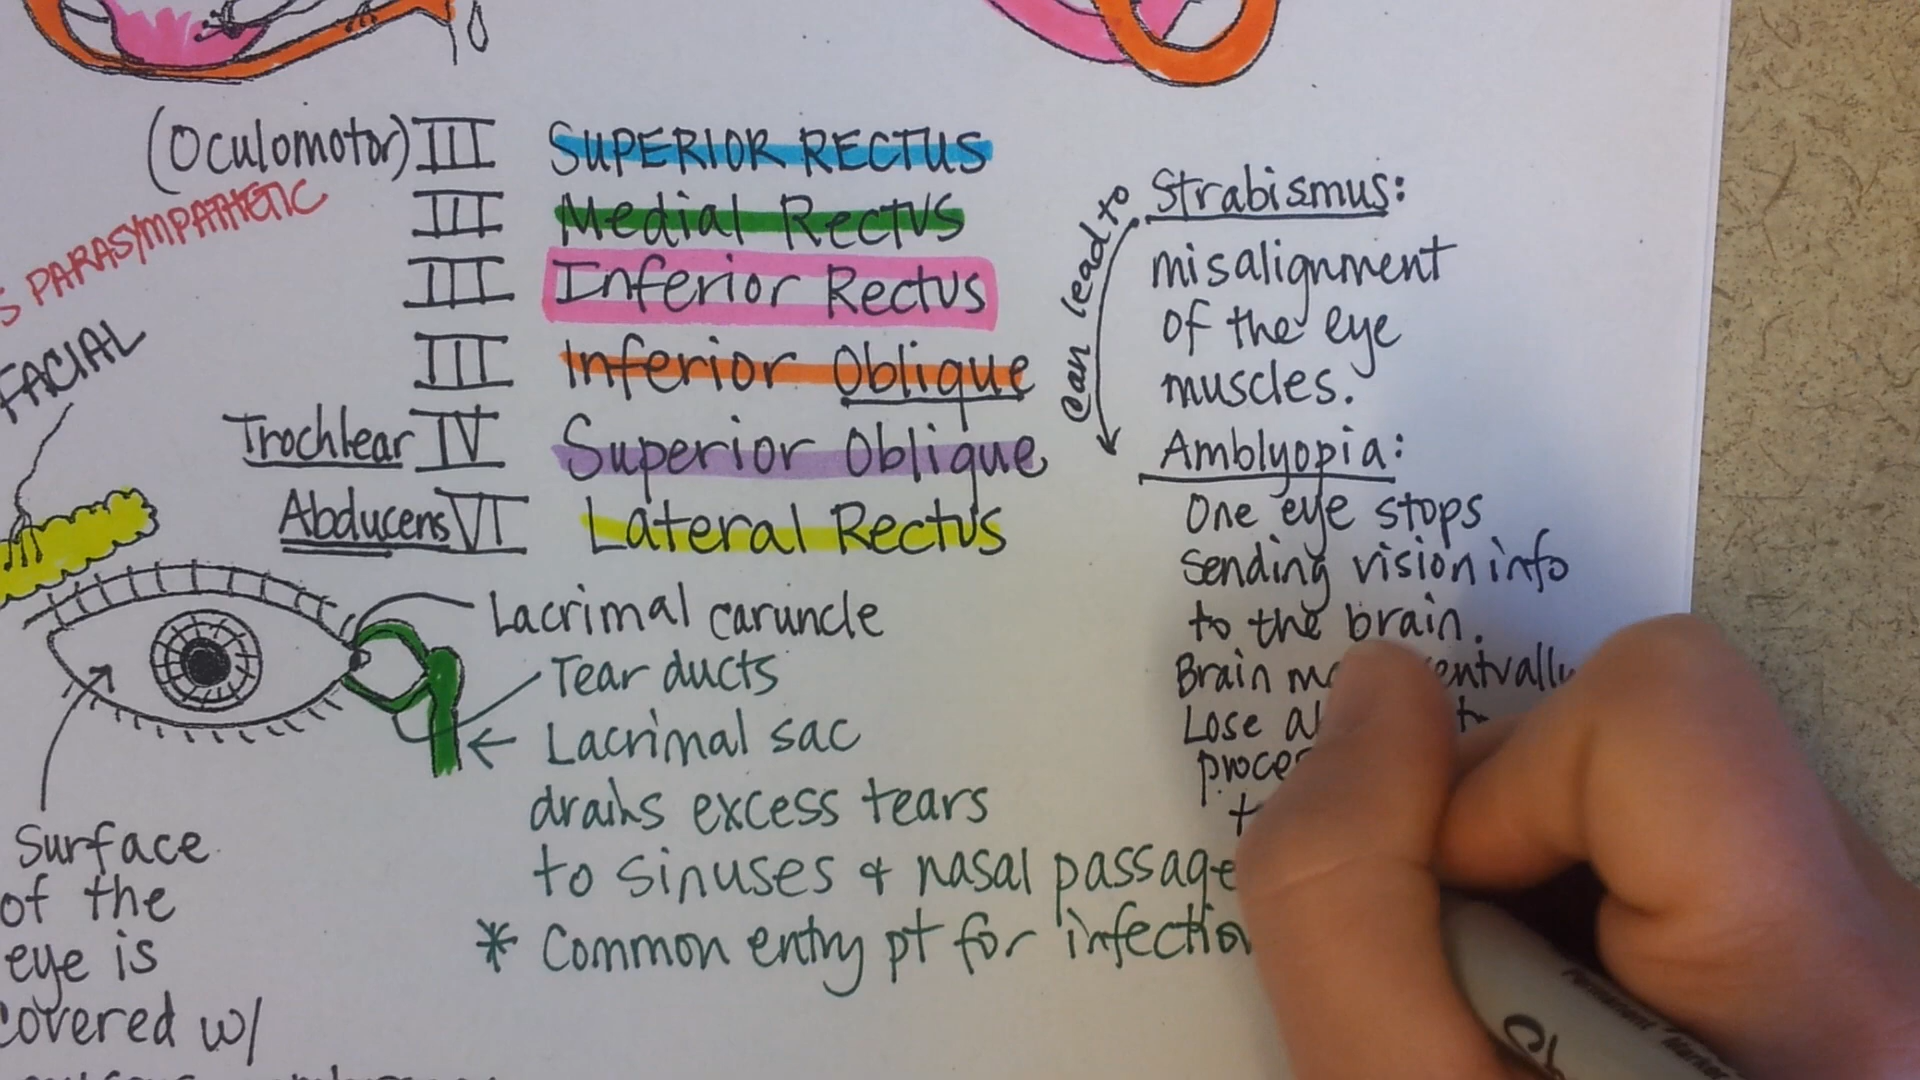 (Oculomotor) III SUPERIOR RECTUS
III Medial Rectus
III Inferior Rectus
III Inferior Oblique
Trochlear IV Superior Oblique
Abducens VI Lateral Rectus
PARASYMPATHETIC
FACIAL
Lacrimal caruncle
Tear ducts
Lacrimal sac
drains excess tears
to sinuses & nasal passage
* Common entry pt for
Surface
of the
eye is
covered w/
can lead to
Strabismus:
misalignment
of the eye
muscles.
Amblyopia:
One eye stops
sending vision info
to the brain.
Brain
Lose
Permanent Marker